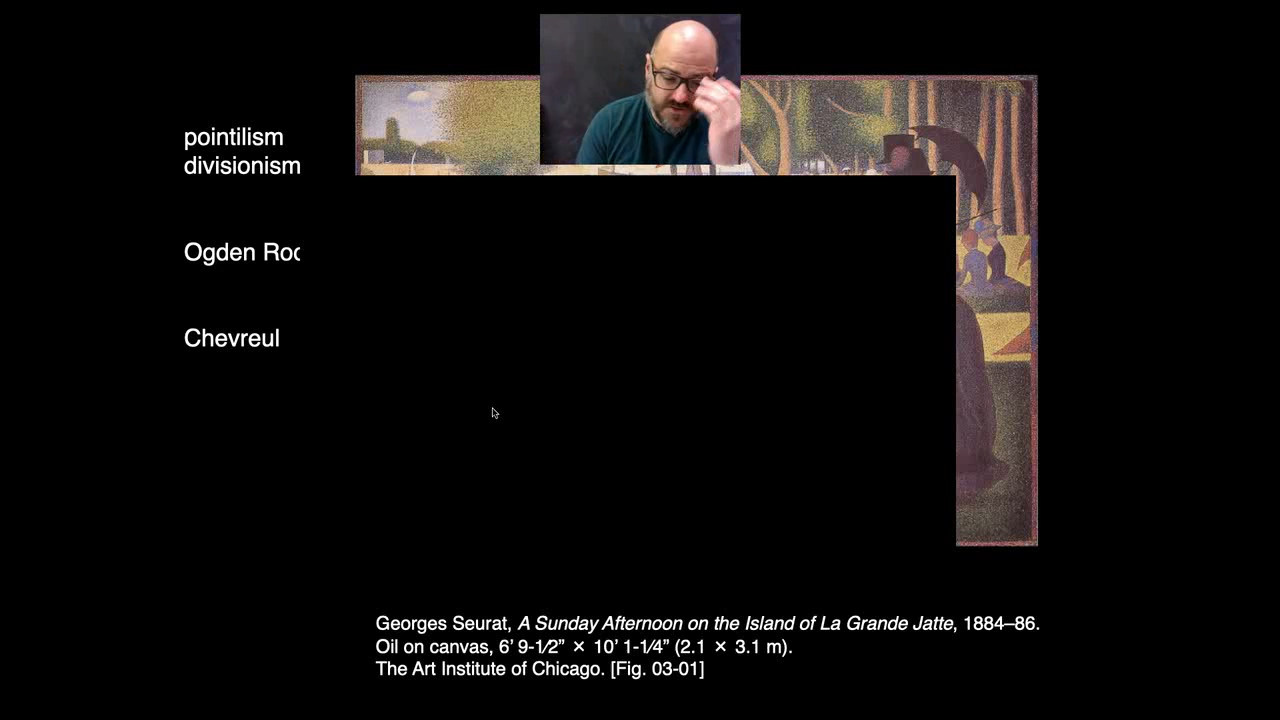 pointilism
divisionism
Ogden Roo
Chevreul
Georges Seurat, A Sunday Afternoon on the Island of La Grande Jatte, 1884–86.
Oil on canvas, 6’ 9-1⁄2” × 10’ 1-1⁄4” (2.1 × 3.1 m).
The Art Institute of Chicago. [Fig. 03-01]